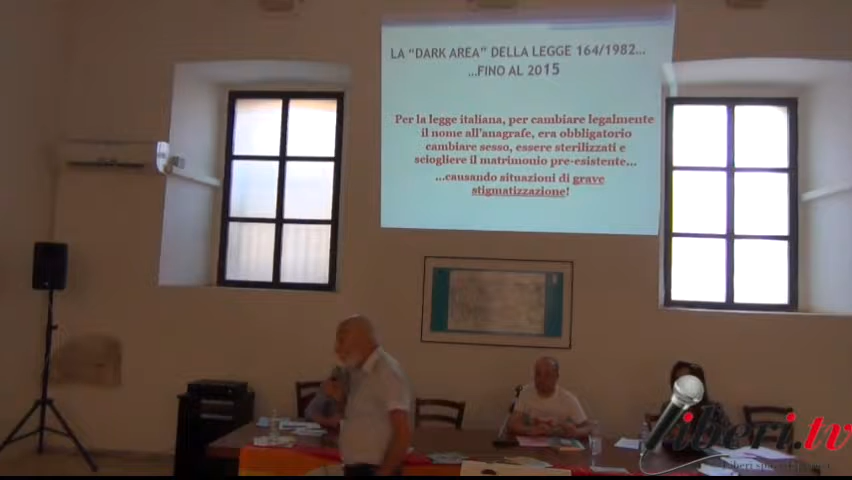 LA “DARK AREA” DELLA LEGGE 164/1982…
…FINO AL 2015
Per la legge italiana, per cambiare legalmente
il nome all’anagrafe, era obbligatorio
cambiare sesso, essere sterilizzati e
sciogliere il matrimonio pre-esistente…
…causando situazioni di grave
stigmatizzazione!
liberi.tv